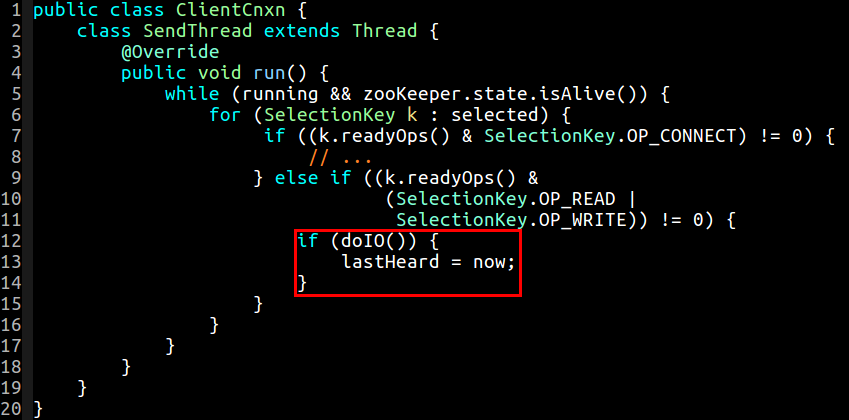 1 public class ClientCnxn {
2     class SendThread extends Thread {
3         @Override
4         public void run() {
5             while (running && zooKeeper.state.isAlive()) {
6                 for (SelectionKey k : selected) {
7                      if ((k.readyOps() & SelectionKey.OP_CONNECT) != 0) {
8                          // ...
9                     } else if ((k.readyOps() &
10                                 (SelectionKey.OP_READ |
11                                  SelectionKey.OP_WRITE)) != 0) {
12                         if (doIO()) {
13                             lastHeard = now;
14                         }
15                     }
16                 }
17             }
18         }
19     }
20 }